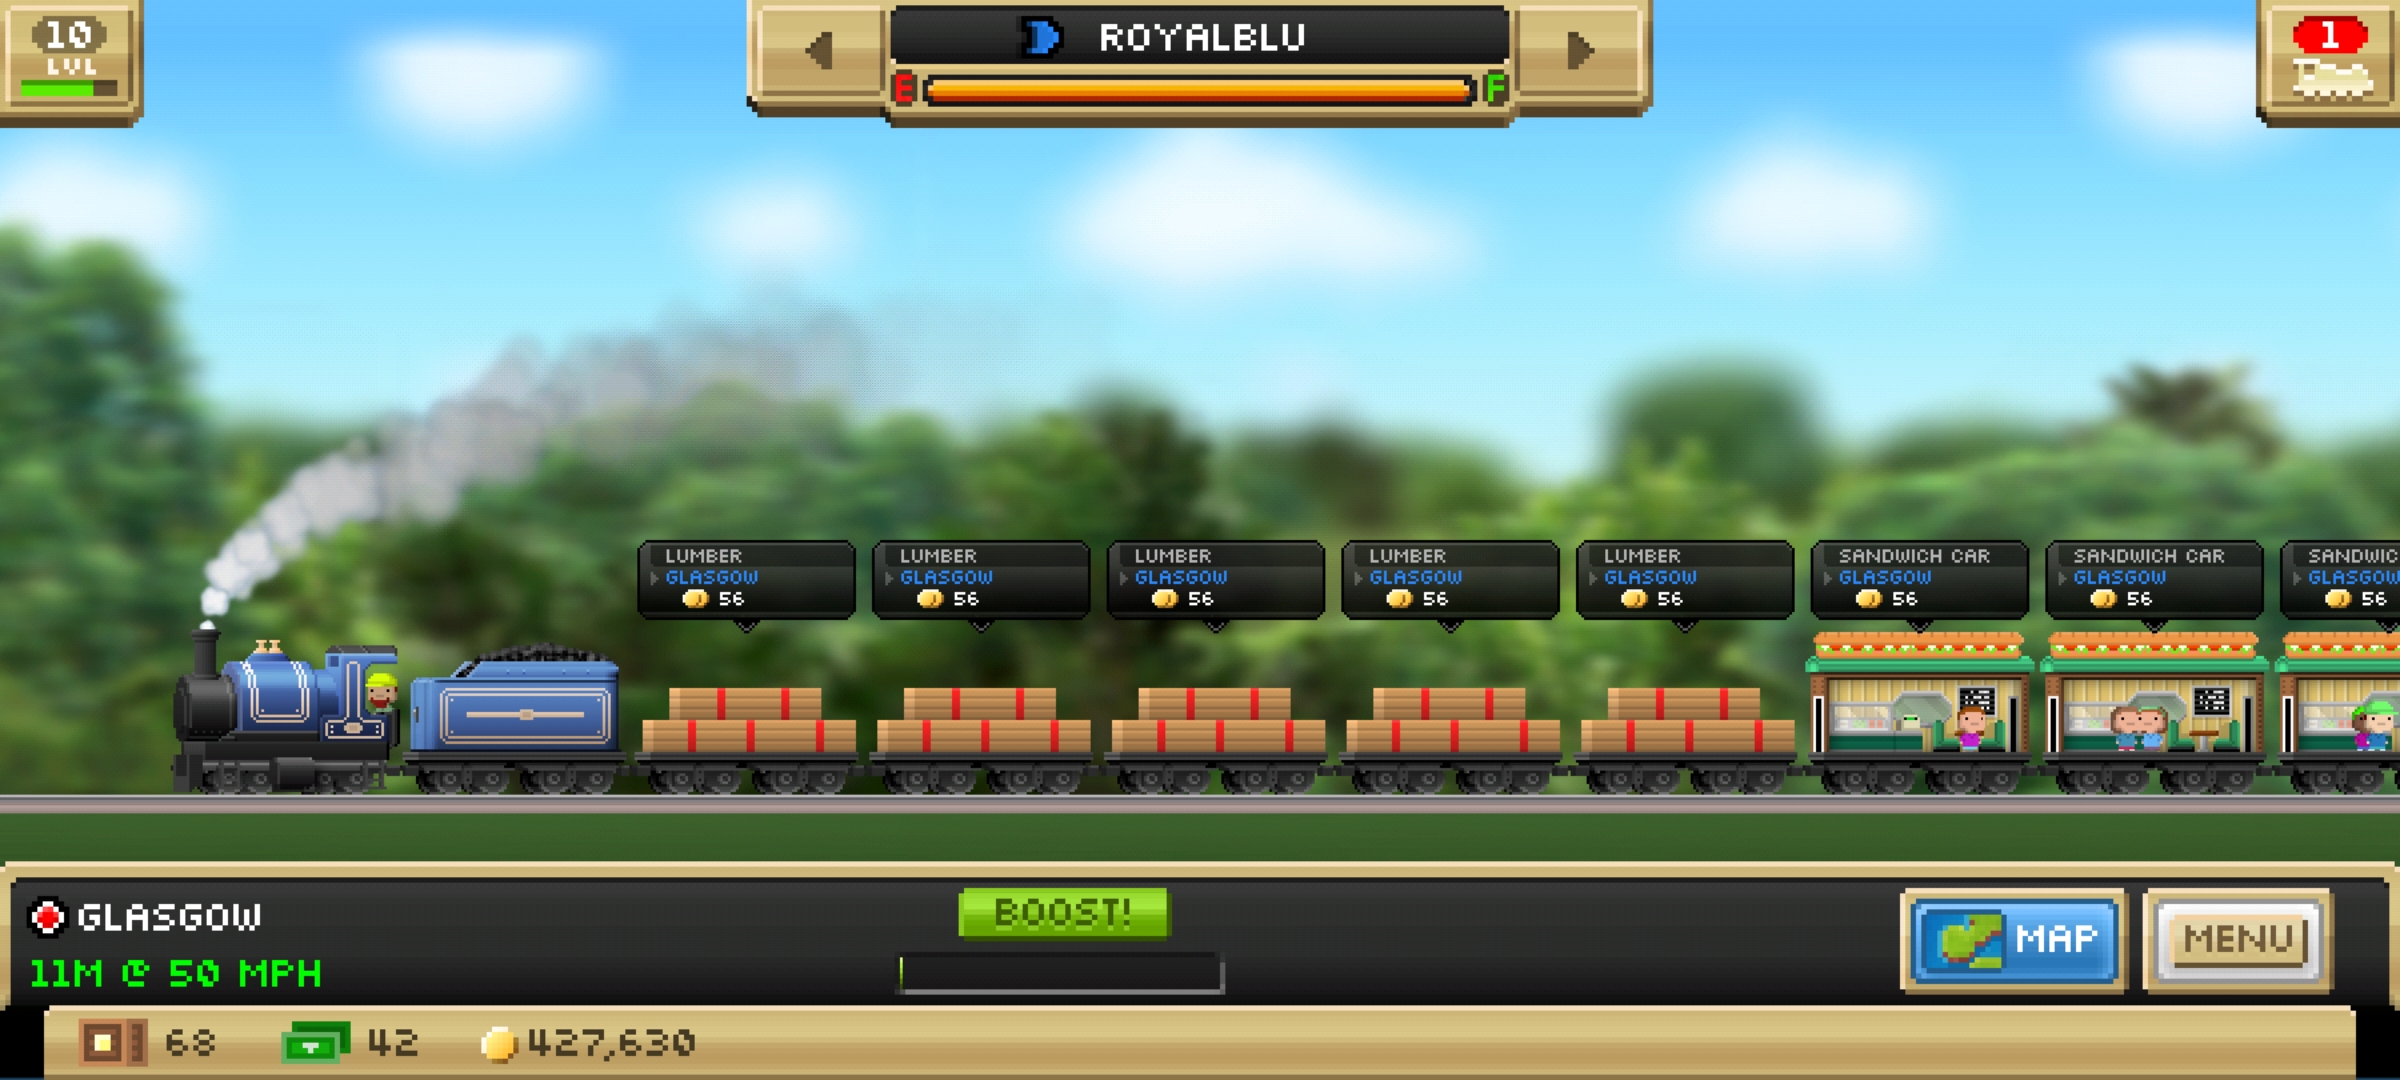 10
LVL
ROYALBLU
E F
1
LUMBER
GLASGOW
56
LUMBER
GLASGOW
56
LUMBER
GLASGOW
56
LUMBER
GLASGOW
56
LUMBER
GLASGOW
56
SANDWICH CAR
GLASGOW
56
SANDWICH CAR
GLASGOW
56
SANDWIC
GLASGOW
56
GLASGOW
11M @ 50 MPH
BOOST!
MAP
MENU
68
42
427,630